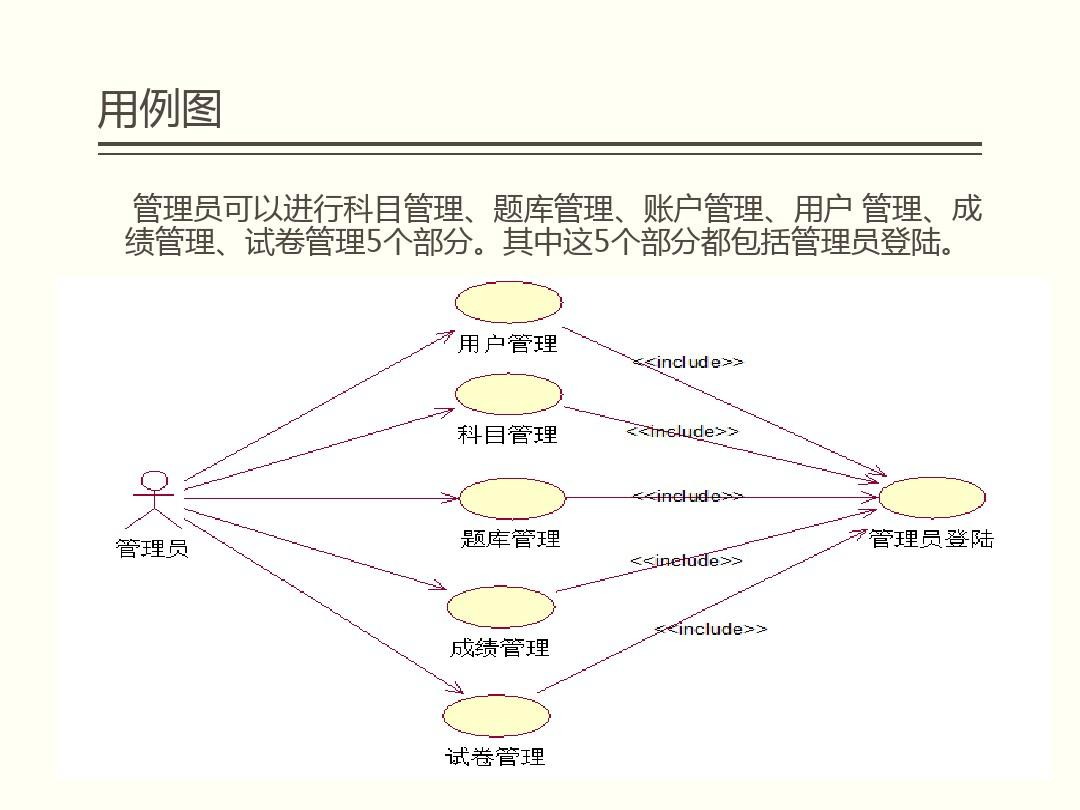 用例图
管理员可以进行科目管理、题库管理、账户管理、用户 管理、成
绩管理、试卷管理5个部分。其中这5个部分都包括管理员登陆。
用户管理
<<include>>
科目管理
<<include>>
<<include>>
管理员
题库管理
管理员登陆
<<include>>
成绩管理
<<include>>
试卷管理